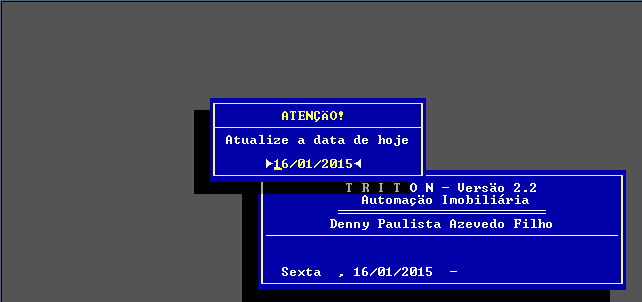 ATENÇÃO!
Atualize a data de hoje
►16/01/2015◄
T R I T O N - Versão 2.2
Automação Imobiliária
Denny Paulista Azevedo Filho
Sexta , 16/01/2015 -